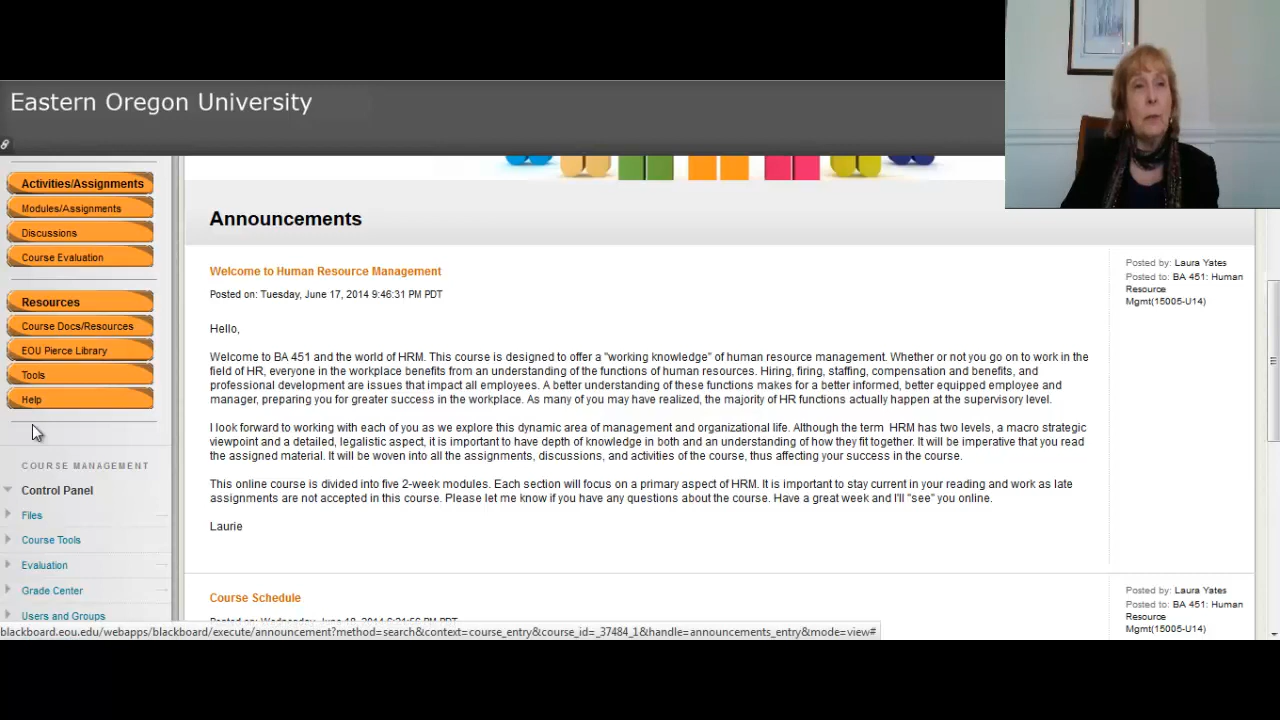 Eastern Oregon University
Activities/Assignments
Modules/Assignments
Discussions
Course Evaluation
Resources
Course Docs/Resources
EOU Pierce Library
Tools
Help
COURSE MANAGEMENT
Control Panel
Files
Course Tools
Evaluation
Grade Center
Users and Groups
Announcements
Welcome to Human Resource Management
Posted on: Tuesday, June 17, 2014 9:46:31 PM PDT
Hello,
Welcome to BA 451 and the world of HRM. This course is designed to offer a "working knowledge" of human resource management. Whether or not you go on to work in the
field of HR, everyone in the workplace benefits from an understanding of the functions of human resources. Hiring, firing, staffing, compensation and benefits, and
professional development are issues that impact all employees. A better understanding of these functions makes for a better informed, better equipped employee and
manager, preparing you for greater success in the workplace. As many of you may have realized, the majority of HR functions actually happen at the supervisory level.
I look forward to working with each of you as we explore this dynamic area of management and organizational life. Although the term HRM has two levels, a macro strategic
viewpoint and a detailed, legalistic aspect, it is important to have depth of knowledge in both and an understanding of how they fit together. It will be imperative that you read
the assigned material. It will be woven into all the assignments, discussions, and activities of the course, thus affecting your success in the course.
This online course is divided into five 2-week modules. Each section will focus on a primary aspect of HRM. It is important to stay current in your reading and work as late
assignments are not accepted in this course. Please let me know if you have any questions about the course. Have a great week and I'll "see" you online.
Laurie
Posted by: Laura Yates
Posted to: BA 451: Human
Resource
Mgmt(15005-U14)
Course Schedule
Posted by: Laura Yates
Posted to: BA 451: Human
Resource
Mgmt(15005-U14)
blackboard.eou.edu/webapps/blackboard/execute/announcement?method=search&context=course_entry&course_id=_37484_1&handle=announcements_entry&mode=view#